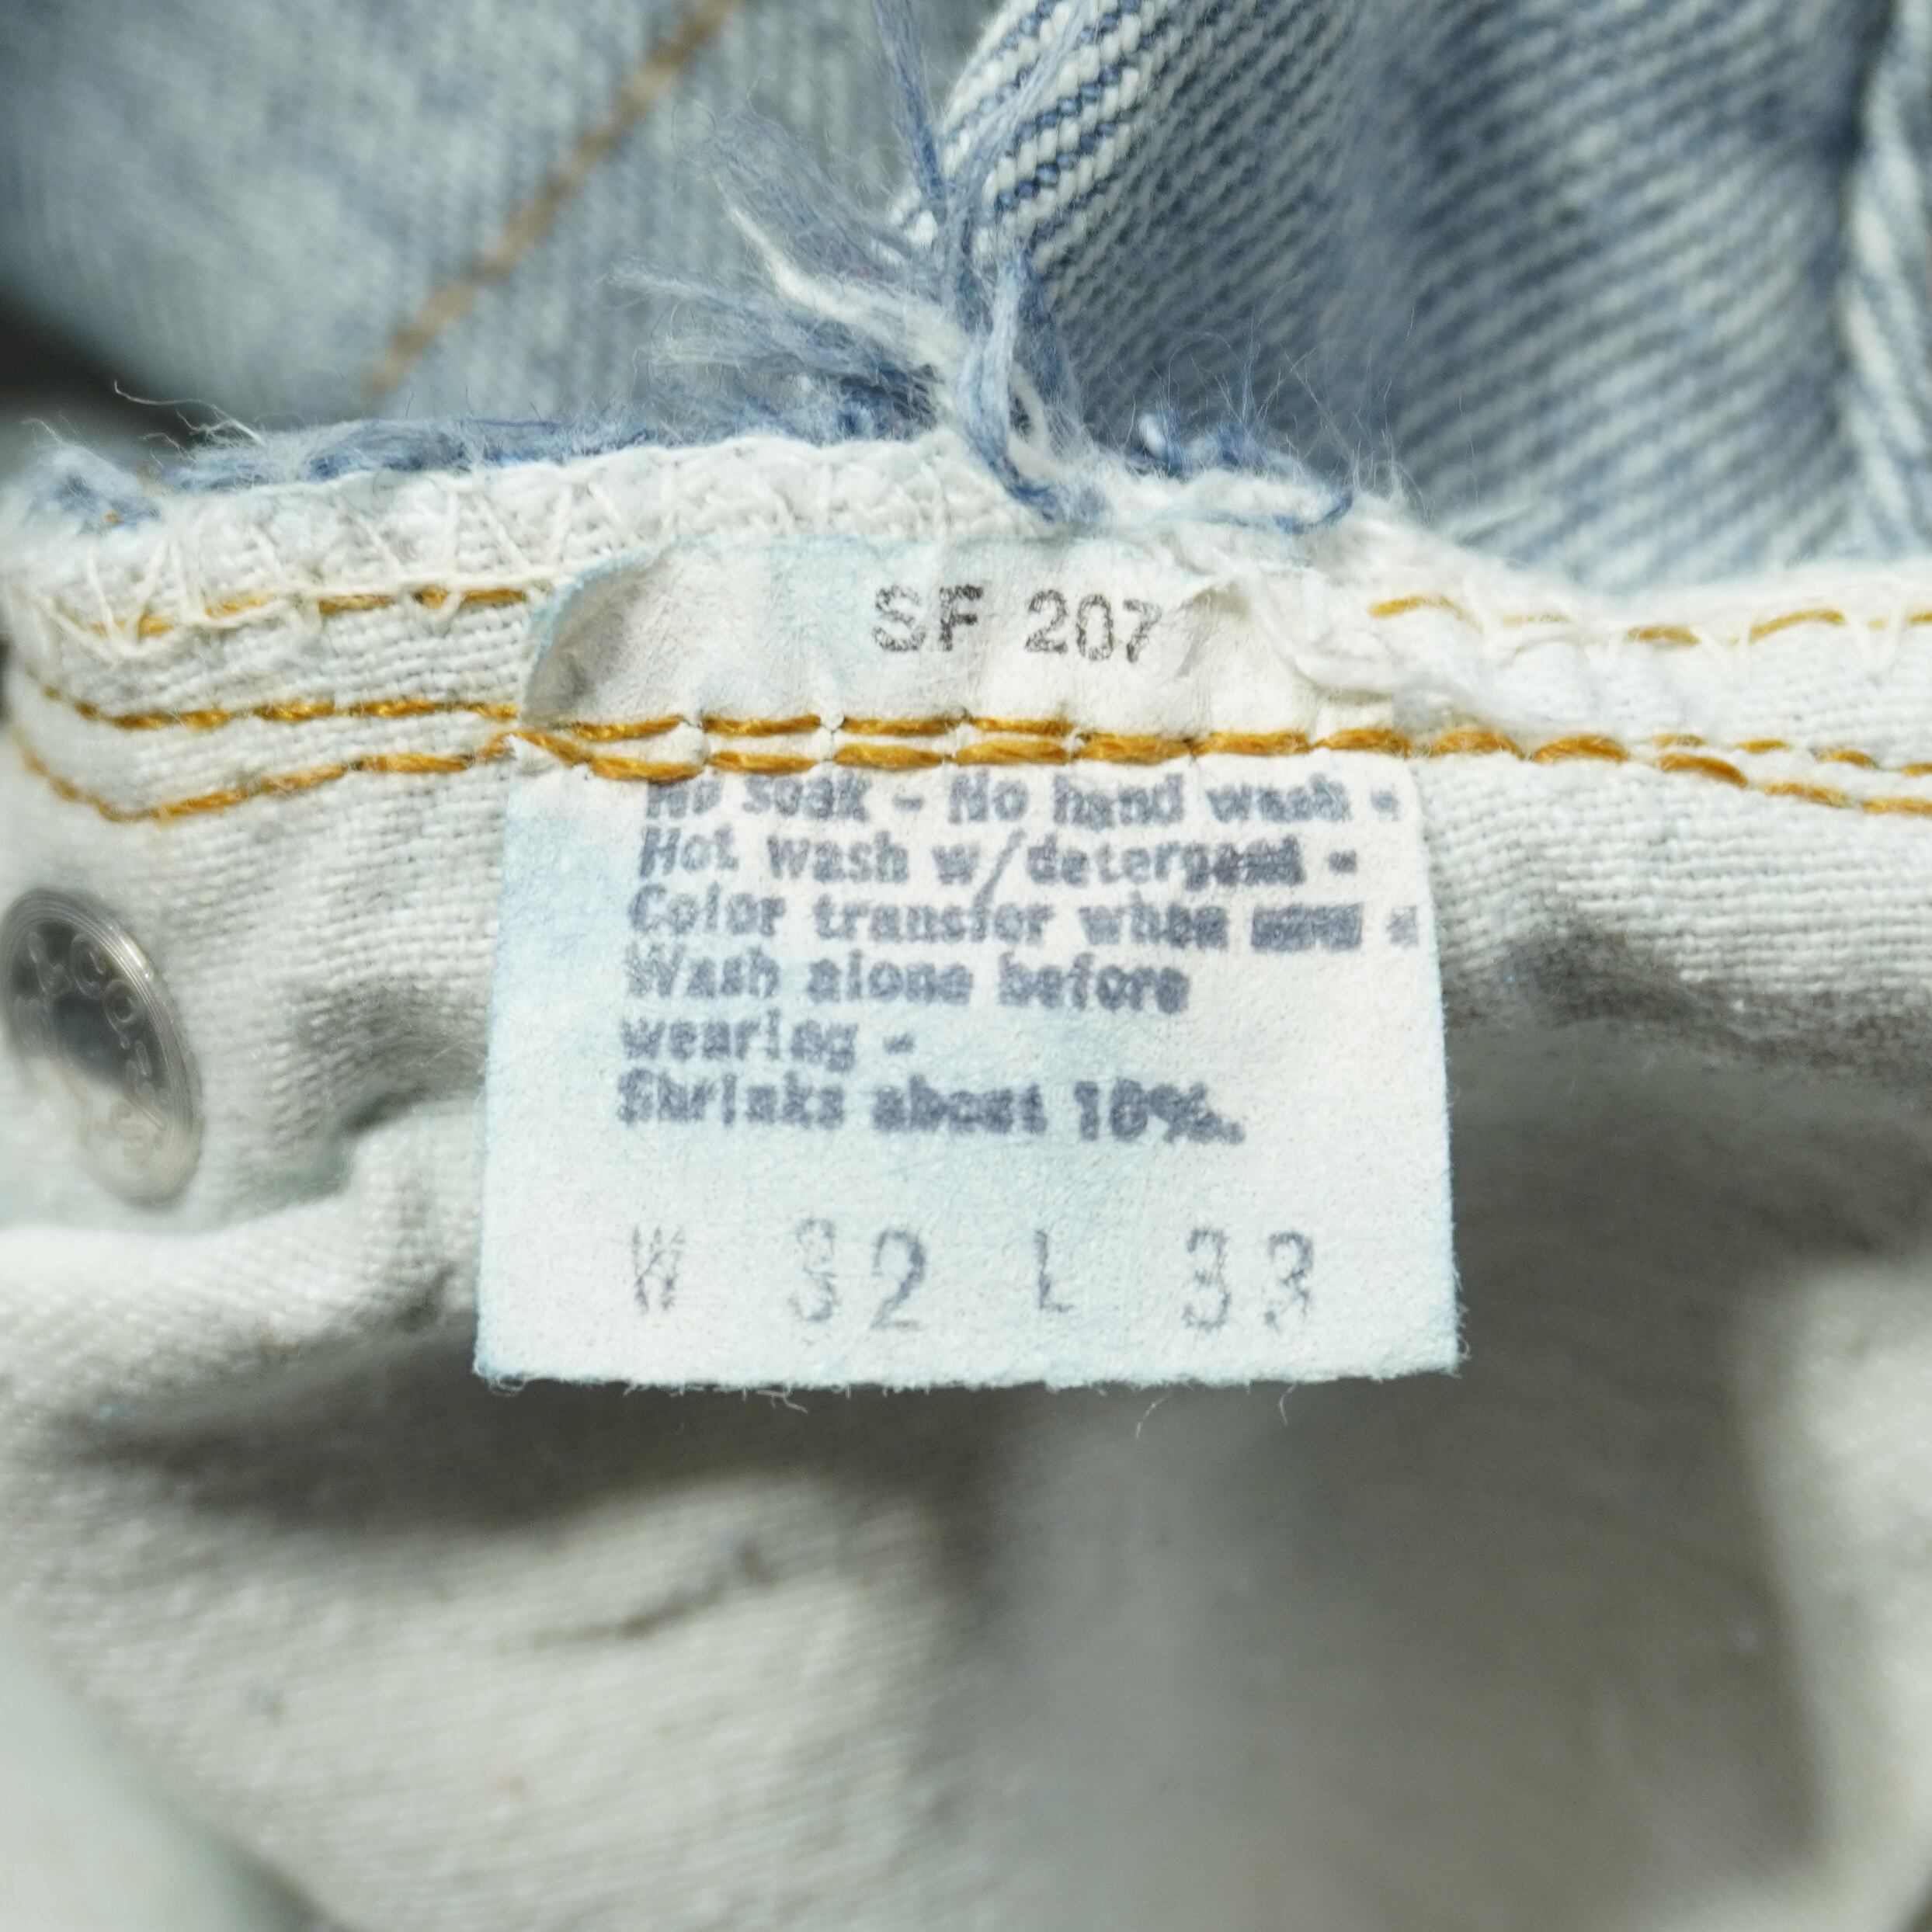 SF 207
No soak - No hand wash -
Hot wash w/detergent -
Color transfer when new -
Wash alone before
wearing -
Shrinks about 10%.
W 32 L 33